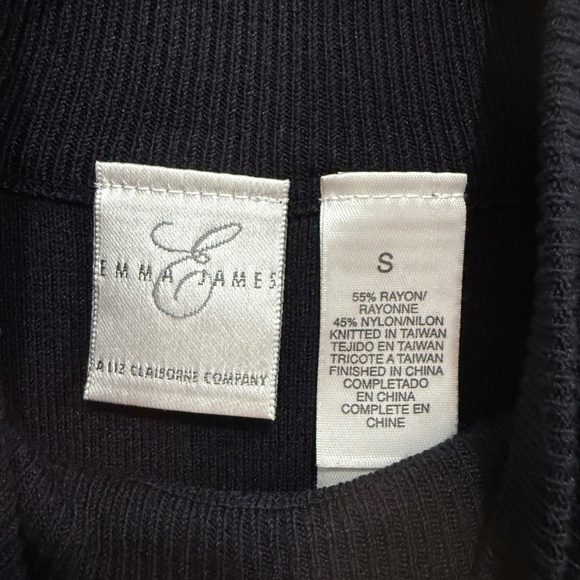 E
EMMA JAMES
A LIZ CLAIBORNE COMPANY
S
55% RAYON/
RAYONNE
45% NYLON/NILON
KNITTED IN TAIWAN
TEJIDO EN TAIWAN
TRICOTE A TAIWAN
FINISHED IN CHINA
COMPLETADO
EN CHINA
COMPLETE EN
CHINE